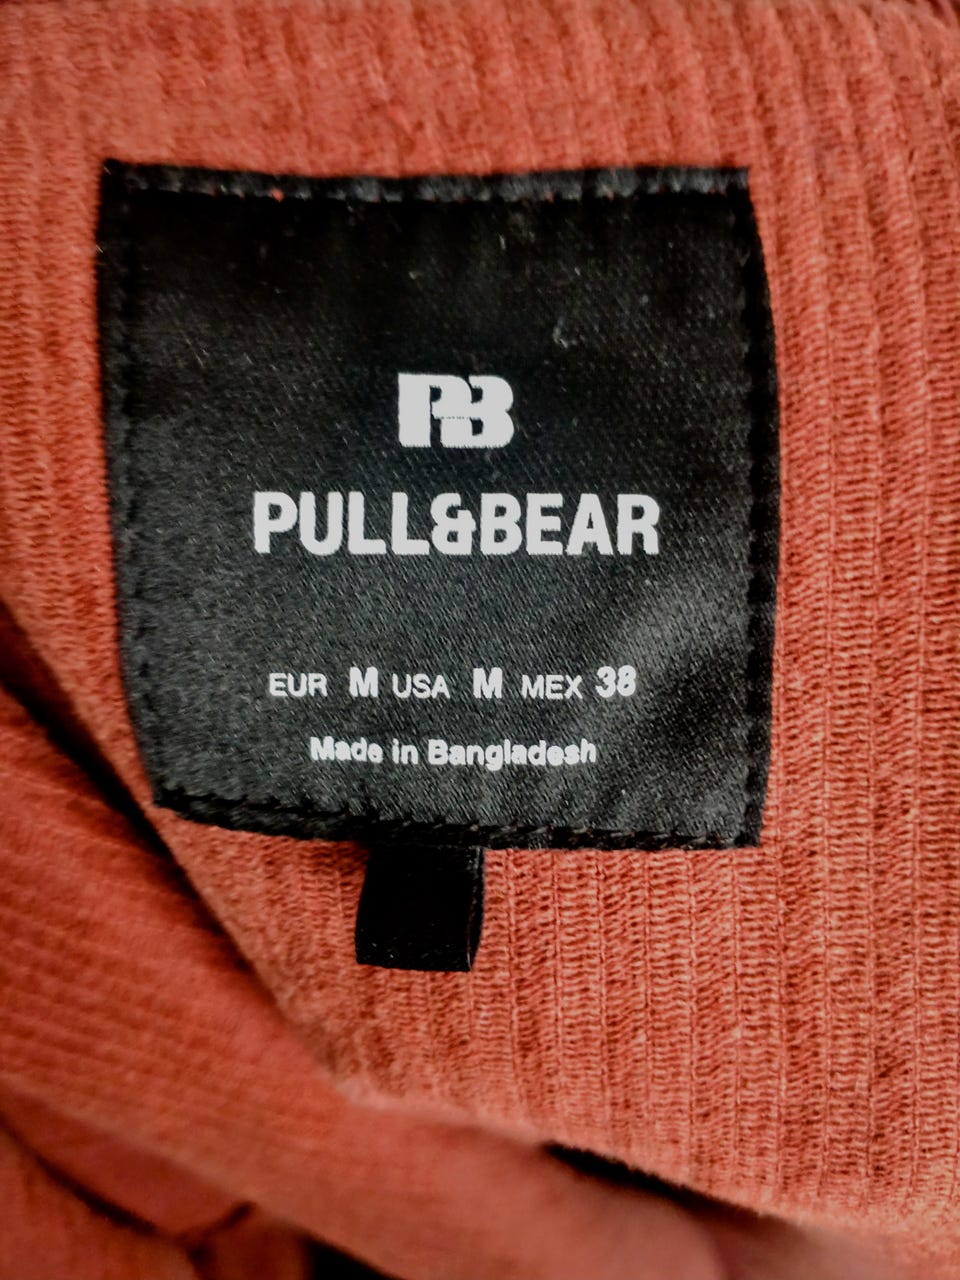 PB
PULL&BEAR
EUR M USA M MEX 38
Made in Bangladesh